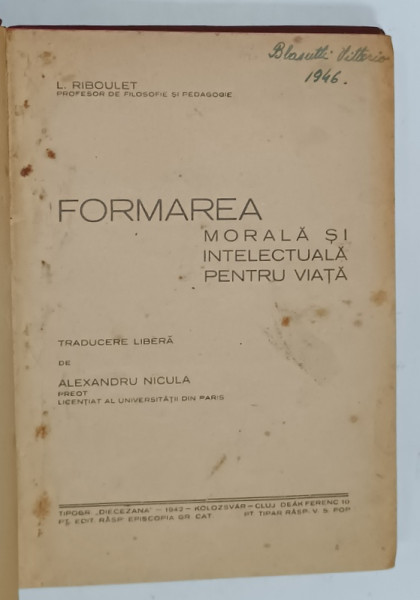 Blasutti Vittorio
1946.
L. RIBOULET
PROFESOR DE FILOSOFIE ȘI PEDAGOGIE
FORMAREA
MORALĂ ȘI
INTELECTUALĂ
PENTRU VIAȚĂ
TRADUCERE LIBERĂ
DE
ALEXANDRU NICULA
PREOT
LICENȚIAT AL UNIVERSITĂȚII DIN PARIS
TIPOGR. „DIECEZANA" – 1942 – KOLOZSVÁR – CLUJ DEÁK FERENC 10
PT. EDIT. RĂSP. EPISCOPIA GR. CAT. PT. TIPAR RĂSP. V. S. POP